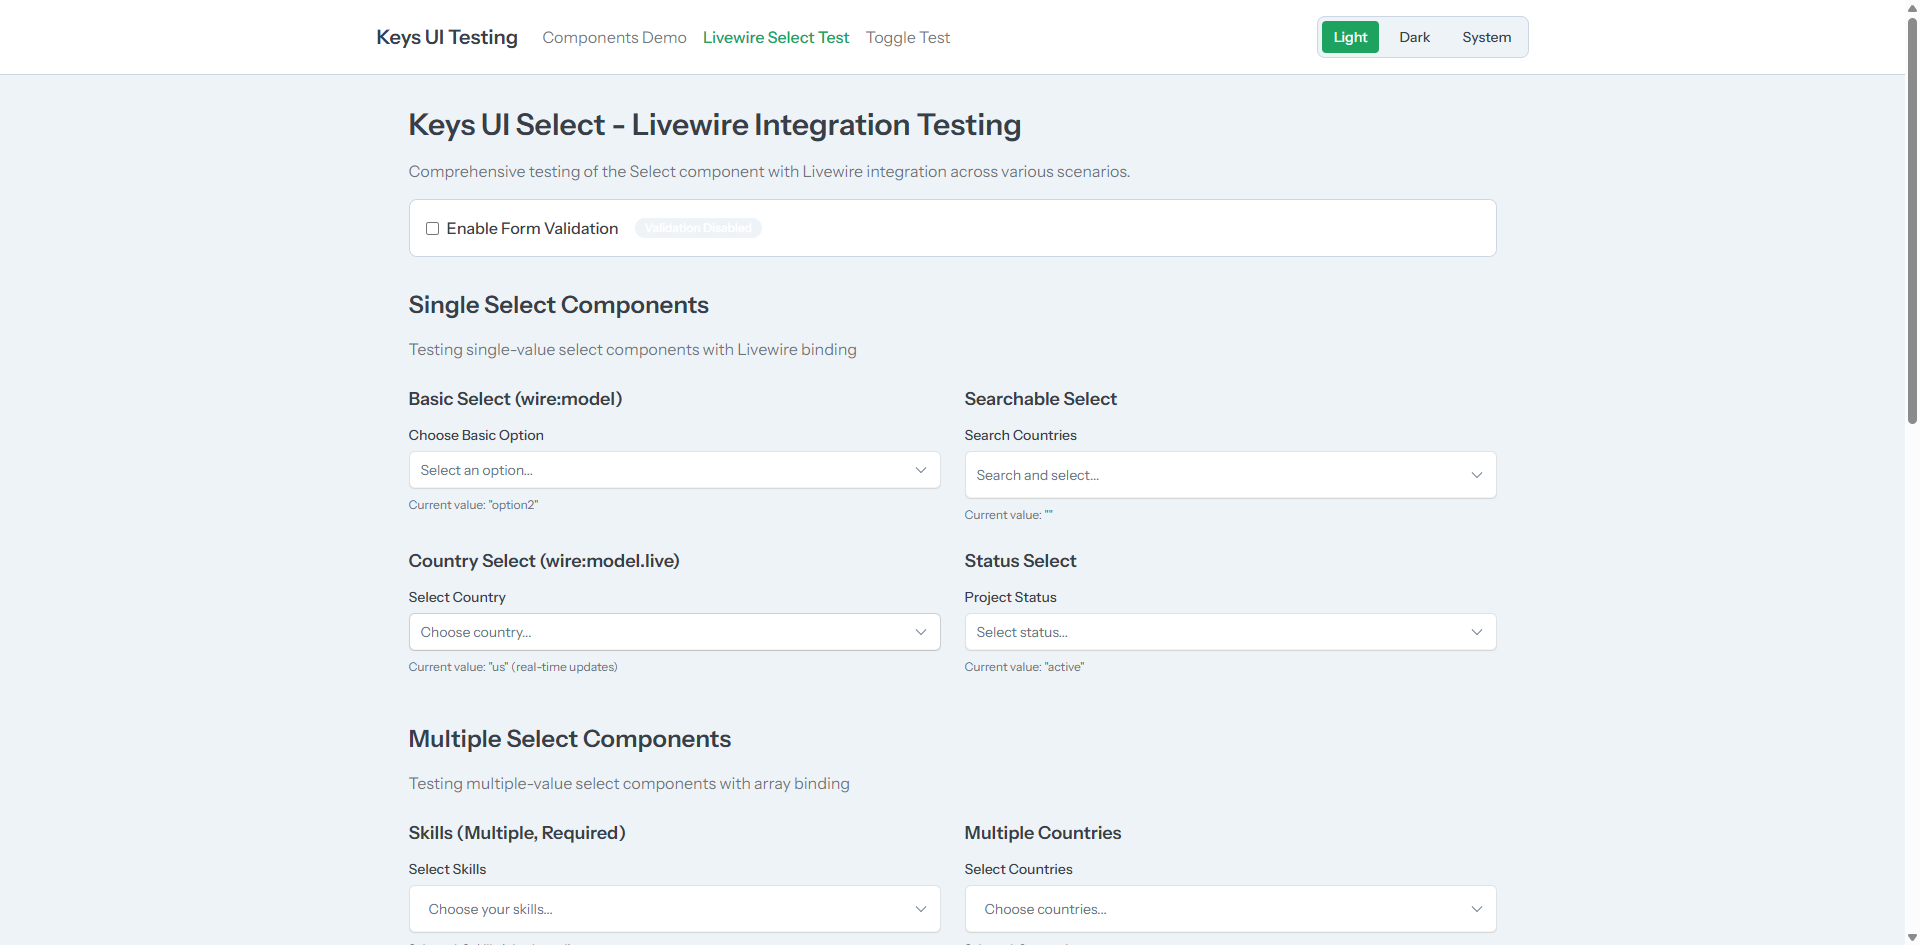 Keys UI Testing Components Demo Livewire Select Test Toggle Test Light Dark System
Keys UI Select - Livewire Integration Testing
Comprehensive testing of the Select component with Livewire integration across various scenarios.
Enable Form Validation Validation Disabled
Single Select Components
Testing single-value select components with Livewire binding
Basic Select (wire:model)
Choose Basic Option
Select an option...
Current value: "option2"
Searchable Select
Search Countries
Search and select...
Current value: ""
Country Select (wire:model.live)
Select Country
Choose country...
Current value: "us" (real-time updates)
Status Select
Project Status
Select status...
Current value: "active"
Multiple Select Components
Testing multiple-value select components with array binding
Skills (Multiple, Required)
Select Skills
Choose your skills...
Multiple Countries
Select Countries
Choose countries...